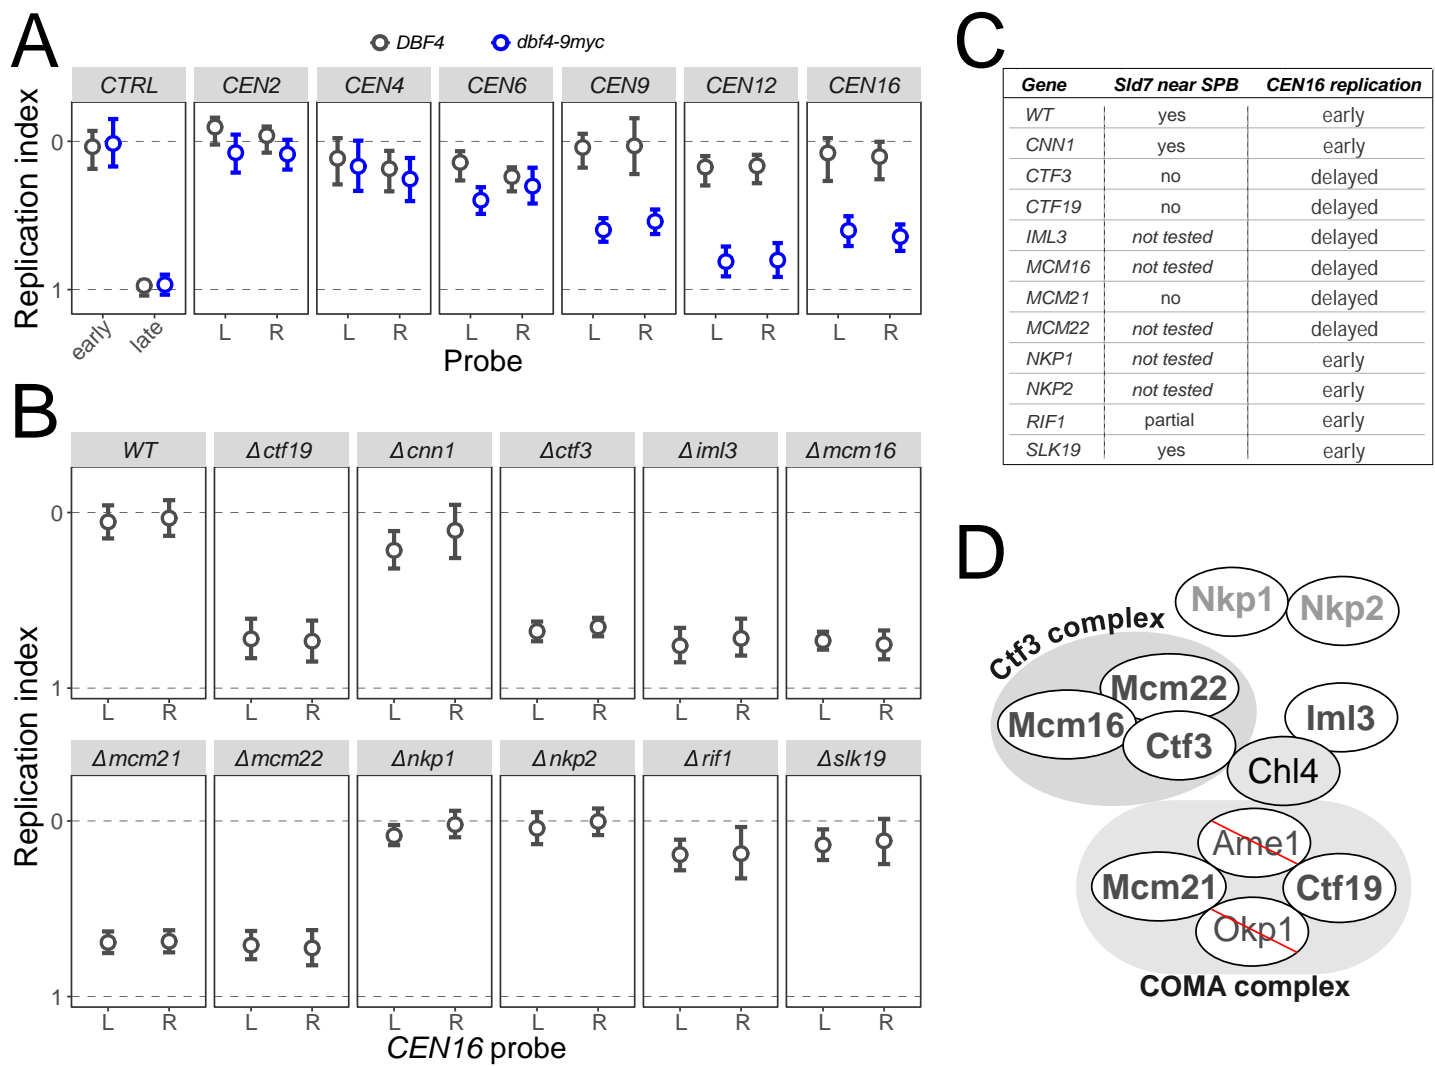 A
DBF4 dbf4-9myc
CTRL CEN2 CEN4 CEN6 CEN9 CEN12 CEN16
Replication index
0
1
early late L R L R L R L R L R L R
Probe
B
WT Δctf19 Δcnn1 Δctf3 Δiml3 Δmcm16
0
1
L R L R L R L R L R L R
Replication index
Δmcm21 Δmcm22 Δnkp1 Δnkp2 Δrif1 Δslk19
0
1
L R L R L R L R L R L R
CEN16 probe
C
Gene Sld7 near SPB CEN16 replication
WT yes early
CNN1 yes early
CTF3 no delayed
CTF19 no delayed
IML3 not tested delayed
MCM16 not tested delayed
MCM21 no delayed
MCM22 not tested delayed
NKP1 not tested early
NKP2 not tested early
RIF1 partial early
SLK19 yes early
D
Nkp1 Nkp2
Ctf3 complex
Mcm22
Mcm16 Ctf3
Iml3
Chl4
Ame1
Mcm21 Ctf19
Okp1
COMA complex